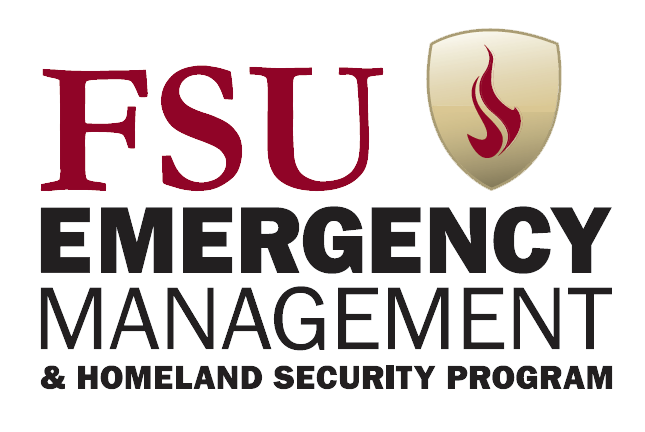 FSU
EMERGENCY
MANAGEMENT
& HOMELAND SECURITY PROGRAM